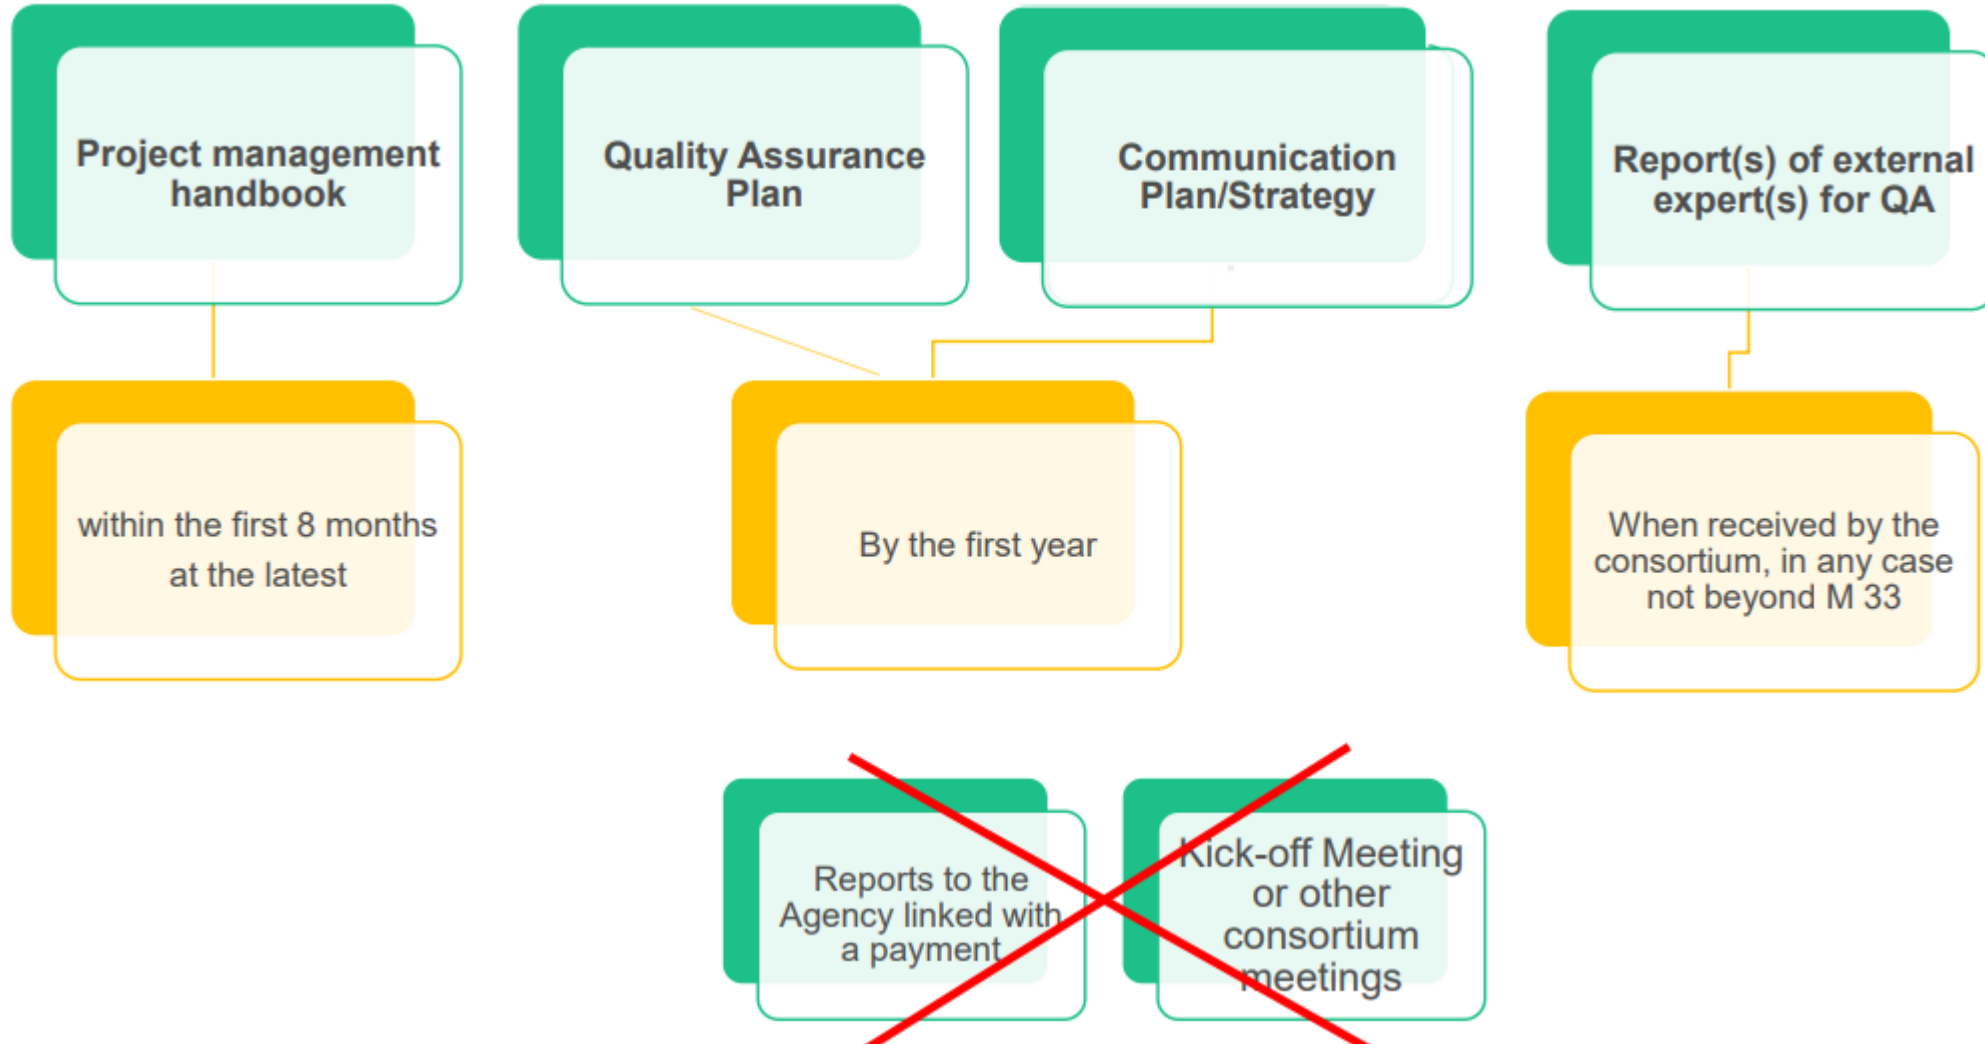 Project management
handbook
Quality Assurance
Plan
Communication
Plan/Strategy
Report(s) of external
expert(s) for QA
within the first 8 months
at the latest
By the first year
When received by the
consortium, in any case
not beyond M 33
Reports to the
Agency linked with
a payment
Kick-off Meeting
or other
consortium
meetings